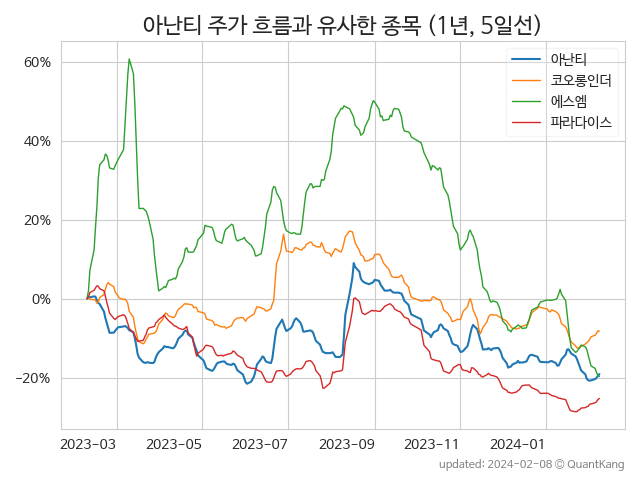 아난티 주가 흐름과 유사한 종목 (1년, 5일선)
아난티
코오롱인더
에스엠
파라다이스
60%
40%
20%
0%
−20%
2023-03 2023-05 2023-07 2023-09 2023-11 2024-01
updated: 2024-02-08 © QuantKang